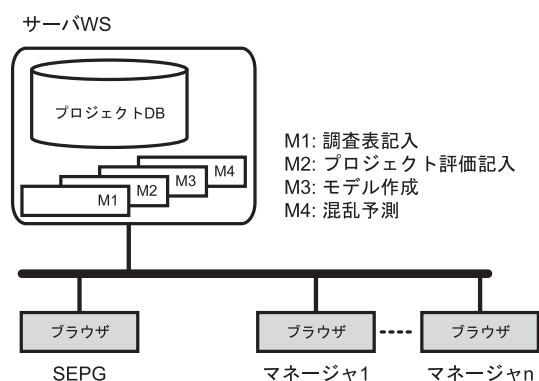 サーバWS
プロジェクトDB
M4
M3
M2
M1
M1: 調査表記入
M2: プロジェクト評価記入
M3: モデル作成
M4: 混乱予測
ブラウザ
ブラウザ
ブラウザ
SEPG
マネージャ1
マネージャn